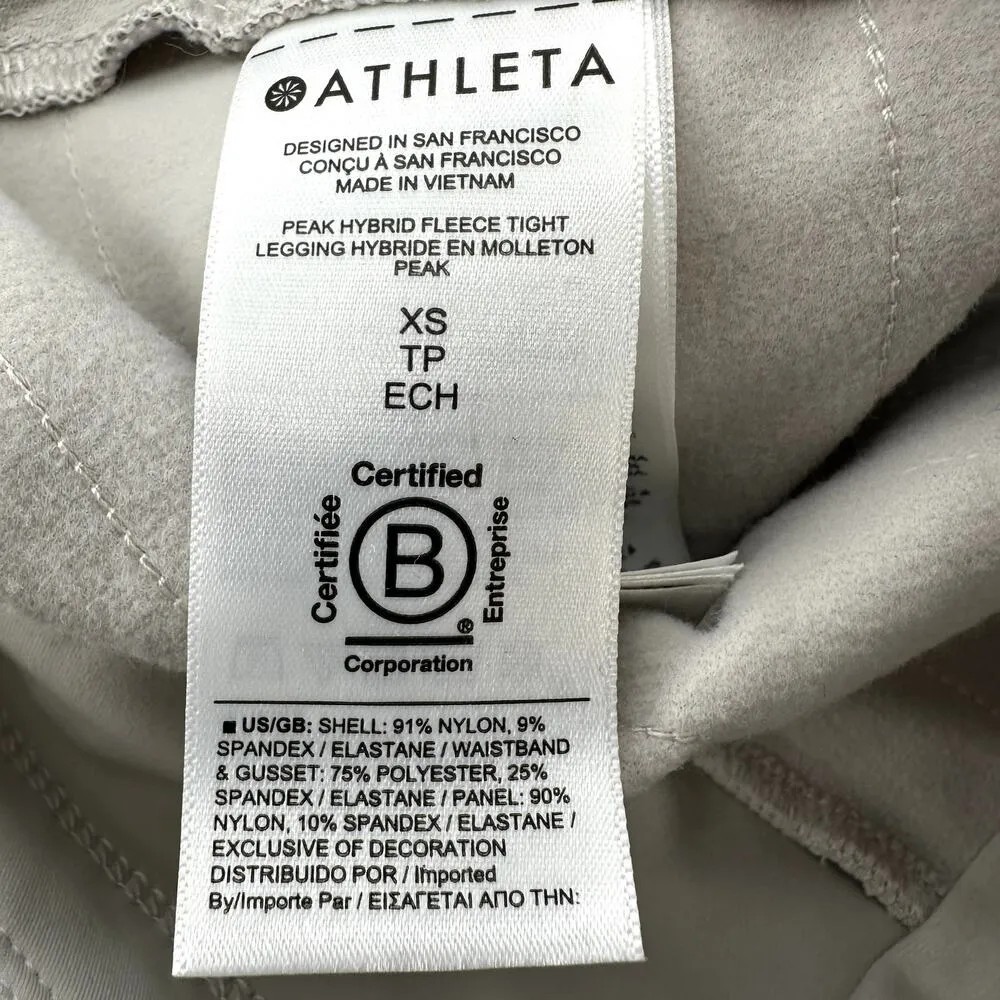 ATHLETA
DESIGNED IN SAN FRANCISCO
CONÇU À SAN FRANCISCO
MADE IN VIETNAM
PEAK HYBRID FLEECE TIGHT
LEGGING HYBRIDE EN MOLLETON
PEAK
XS
TP
ECH
Certified
Certifiée
B
Entreprise
®
Corporation
■ US/GB: SHELL: 91% NYLON, 9%
SPANDEX / ELASTANE / WAISTBAND
& GUSSET: 75% POLYESTER, 25%
SPANDEX / ELASTANE / PANEL: 90%
NYLON, 10% SPANDEX / ELASTANE /
EXCLUSIVE OF DECORATION
DISTRIBUIDO POR / Imported
By/Importe Par / ΕΙΣΑΓΕΤΑΙ ΑΠΟ ΤΗΝ: